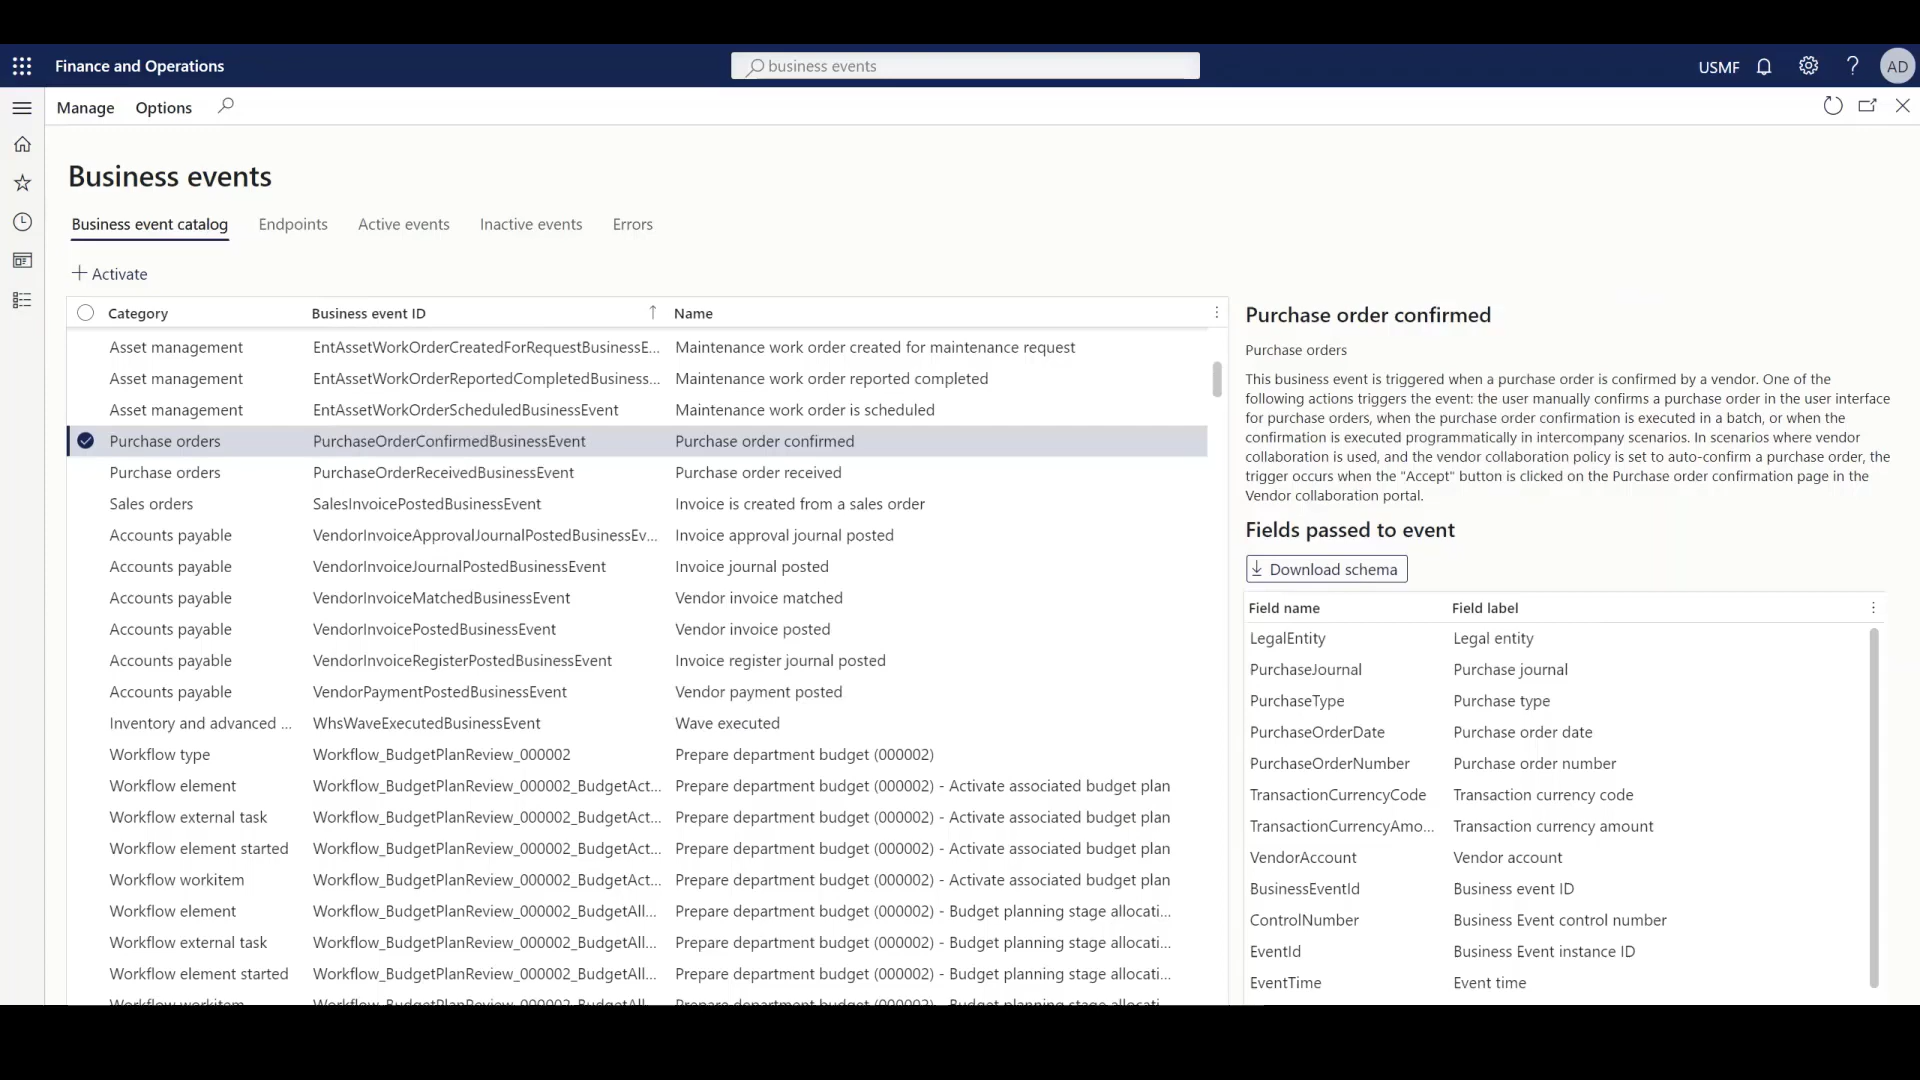 Finance and Operations
business events
USMF
AD
Manage Options
Business events
Business event catalog Endpoints Active events Inactive events Errors
+ Activate
Category Business event ID ↑ Name
Asset management EntAssetWorkOrderCreatedForRequestBusinessE... Maintenance work order created for maintenance request
Asset management EntAssetWorkOrderReportedCompletedBusiness... Maintenance work order reported completed
Asset management EntAssetWorkOrderScheduledBusinessEvent Maintenance work order is scheduled
Purchase orders PurchaseOrderConfirmedBusinessEvent Purchase order confirmed
Purchase orders PurchaseOrderReceivedBusinessEvent Purchase order received
Sales orders SalesInvoicePostedBusinessEvent Invoice is created from a sales order
Accounts payable VendorInvoiceApprovalJournalPostedBusinessEv... Invoice approval journal posted
Accounts payable VendorInvoiceJournalPostedBusinessEvent Invoice journal posted
Accounts payable VendorInvoiceMatchedBusinessEvent Vendor invoice matched
Accounts payable VendorInvoicePostedBusinessEvent Vendor invoice posted
Accounts payable VendorInvoiceRegisterPostedBusinessEvent Invoice register journal posted
Accounts payable VendorPaymentPostedBusinessEvent Vendor payment posted
Inventory and advanced ... WhsWaveExecutedBusinessEvent Wave executed
Workflow type Workflow_BudgetPlanReview_000002 Prepare department budget (000002)
Workflow element Workflow_BudgetPlanReview_000002_BudgetAct... Prepare department budget (000002) - Activate associated budget plan
Workflow external task Workflow_BudgetPlanReview_000002_BudgetAct... Prepare department budget (000002) - Activate associated budget plan
Workflow element started Workflow_BudgetPlanReview_000002_BudgetAct... Prepare department budget (000002) - Activate associated budget plan
Workflow workitem Workflow_BudgetPlanReview_000002_BudgetAct... Prepare department budget (000002) - Activate associated budget plan
Workflow element Workflow_BudgetPlanReview_000002_BudgetAll... Prepare department budget (000002) - Budget planning stage allocati...
Workflow external task Workflow_BudgetPlanReview_000002_BudgetAll... Prepare department budget (000002) - Budget planning stage allocati...
Workflow element started Workflow_BudgetPlanReview_000002_BudgetAll... Prepare department budget (000002) - Budget planning stage allocati...
Workflow workitem Workflow_BudgetPlanReview_000002_BudgetAll... Prepare department budget (000002) - Budget planning stage allocati...
Purchase order confirmed
Purchase orders
This business event is triggered when a purchase order is confirmed by a vendor. One of the
following actions triggers the event: the user manually confirms a purchase order in the user interface
for purchase orders, when the purchase order confirmation is executed in a batch, or when the
confirmation is executed programmatically in intercompany scenarios. In scenarios where vendor
collaboration is used, and the vendor collaboration policy is set to auto-confirm a purchase order, the
trigger occurs when the "Accept" button is clicked on the Purchase order confirmation page in the
Vendor collaboration portal.
Fields passed to event
Download schema
Field name Field label
LegalEntity Legal entity
PurchaseJournal Purchase journal
PurchaseType Purchase type
PurchaseOrderDate Purchase order date
PurchaseOrderNumber Purchase order number
TransactionCurrencyCode Transaction currency code
TransactionCurrencyAmo... Transaction currency amount
VendorAccount Vendor account
BusinessEventId Business event ID
ControlNumber Business Event control number
EventId Business Event instance ID
EventTime Event time